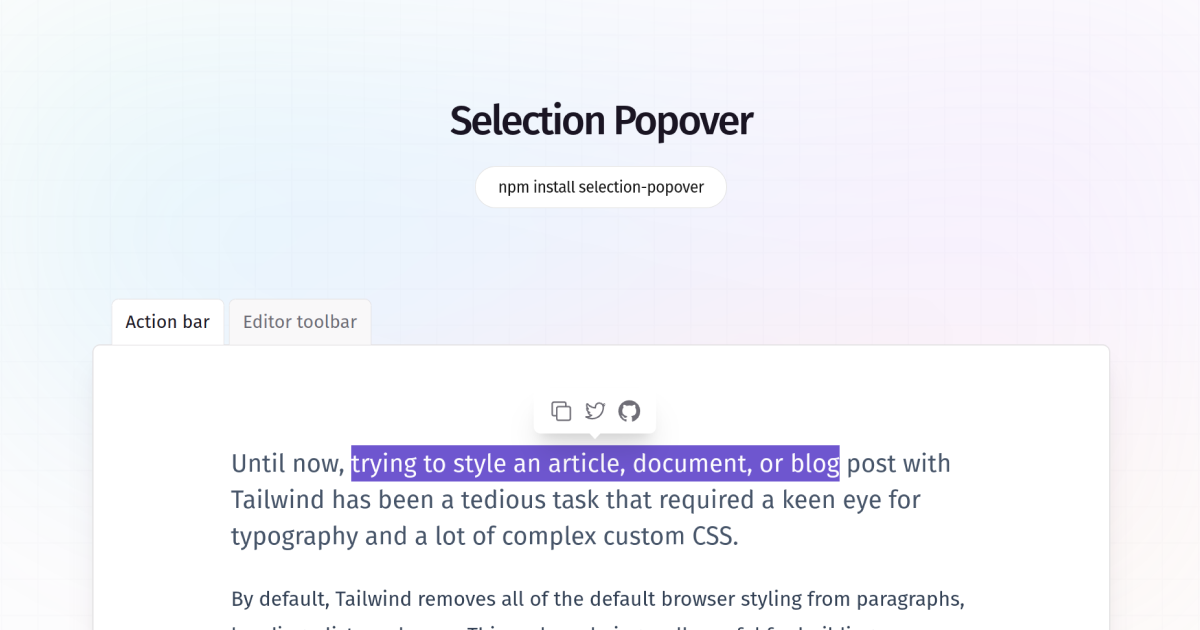 Selection Popover
npm install selection-popover
Action bar
Editor toolbar
Until now, trying to style an article, document, or blog post with
Tailwind has been a tedious task that required a keen eye for
typography and a lot of complex custom CSS.
By default, Tailwind removes all of the default browser styling from paragraphs,